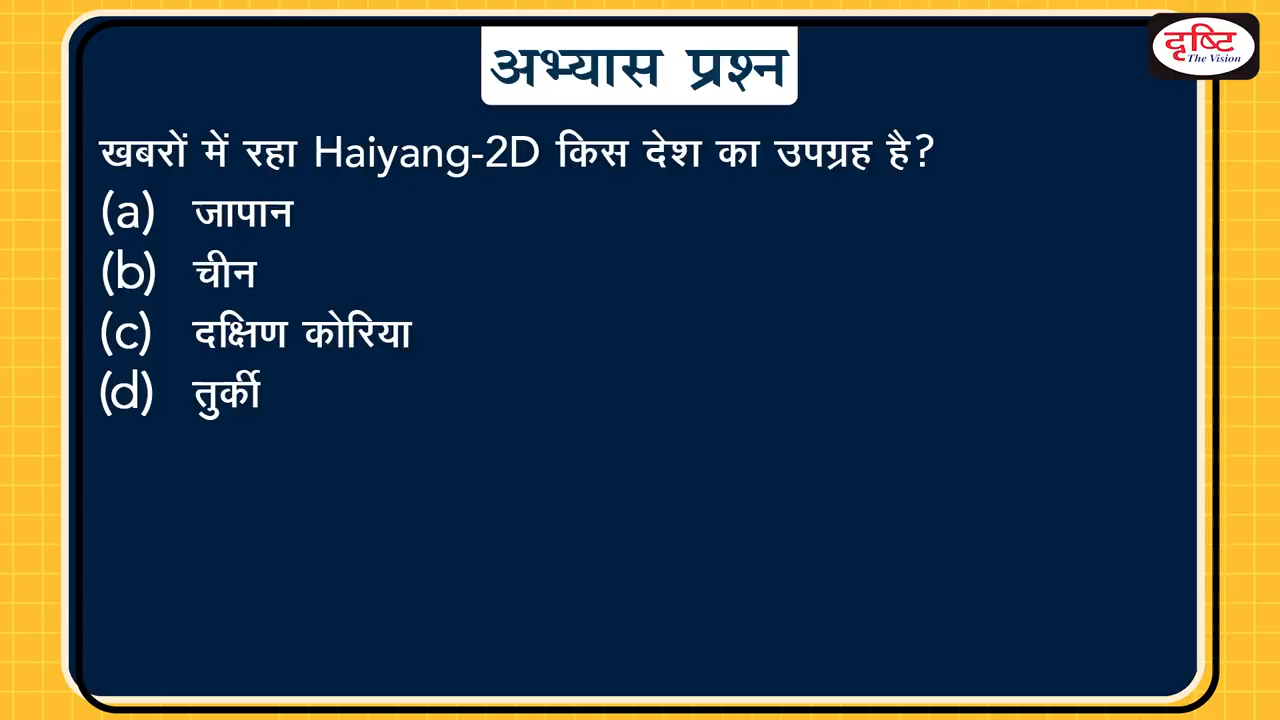 अभ्यास प्रश्न
दृष्टि
The Vision
खबरों में रहा Haiyang-2D किस देश का उपग्रह है?
(a) जापान
(b) चीन
(c) दक्षिण कोरिया
(d) तुर्की